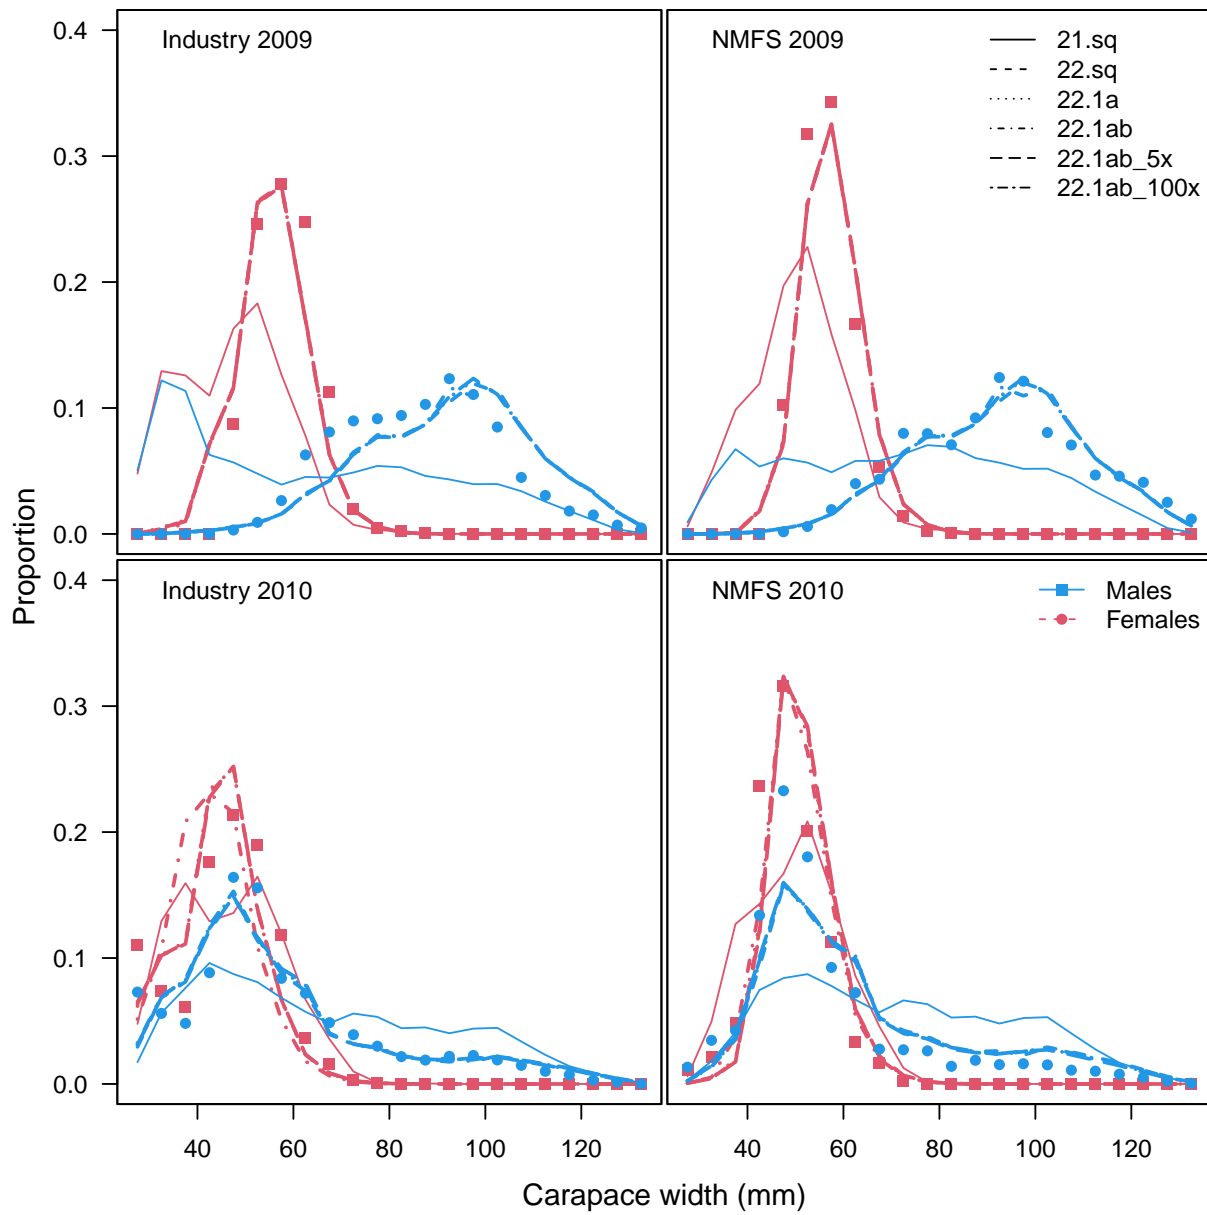 Industry 2009
NMFS 2009
21.sq
22.sq
22.1a
22.1ab
22.1ab_5x
22.1ab_100x
0.4
0.3
0.2
0.1
0.0
Industry 2010
NMFS 2010
Males
Females
0.4
0.3
0.2
0.1
0.0
Proportion
40 60 80 100 120
40 60 80 100 120
Carapace width (mm)